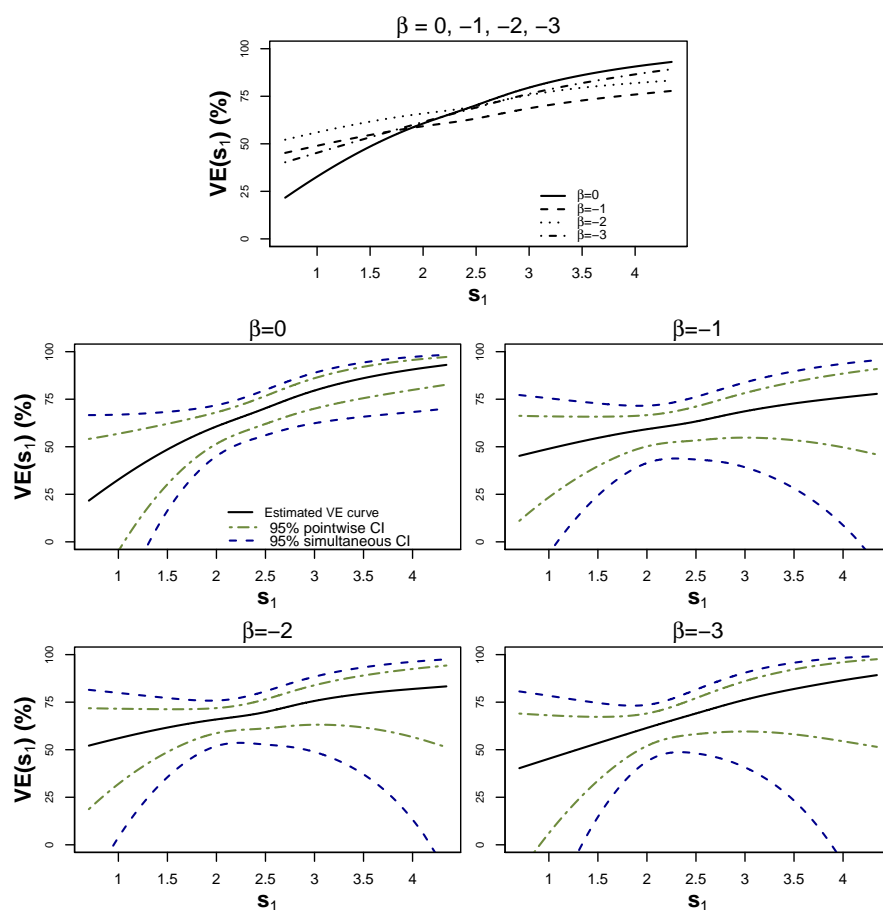 β = 0, −1, −2, −3
VE(s₁) (%)
100
75
50
25
0
β=0
β=−1
β=−2
β=−3
1 1.5 2 2.5 3 3.5 4
s₁
β=0
VE(s₁) (%)
100
75
50
25
0
Estimated VE curve
95% pointwise CI
95% simultaneous CI
1 1.5 2 2.5 3 3.5 4
s₁
β=−1
100
75
50
25
0
1 1.5 2 2.5 3 3.5 4
s₁
β=−2
VE(s₁) (%)
100
75
50
25
0
1 1.5 2 2.5 3 3.5 4
s₁
β=−3
100
75
50
25
0
1 1.5 2 2.5 3 3.5 4
s₁